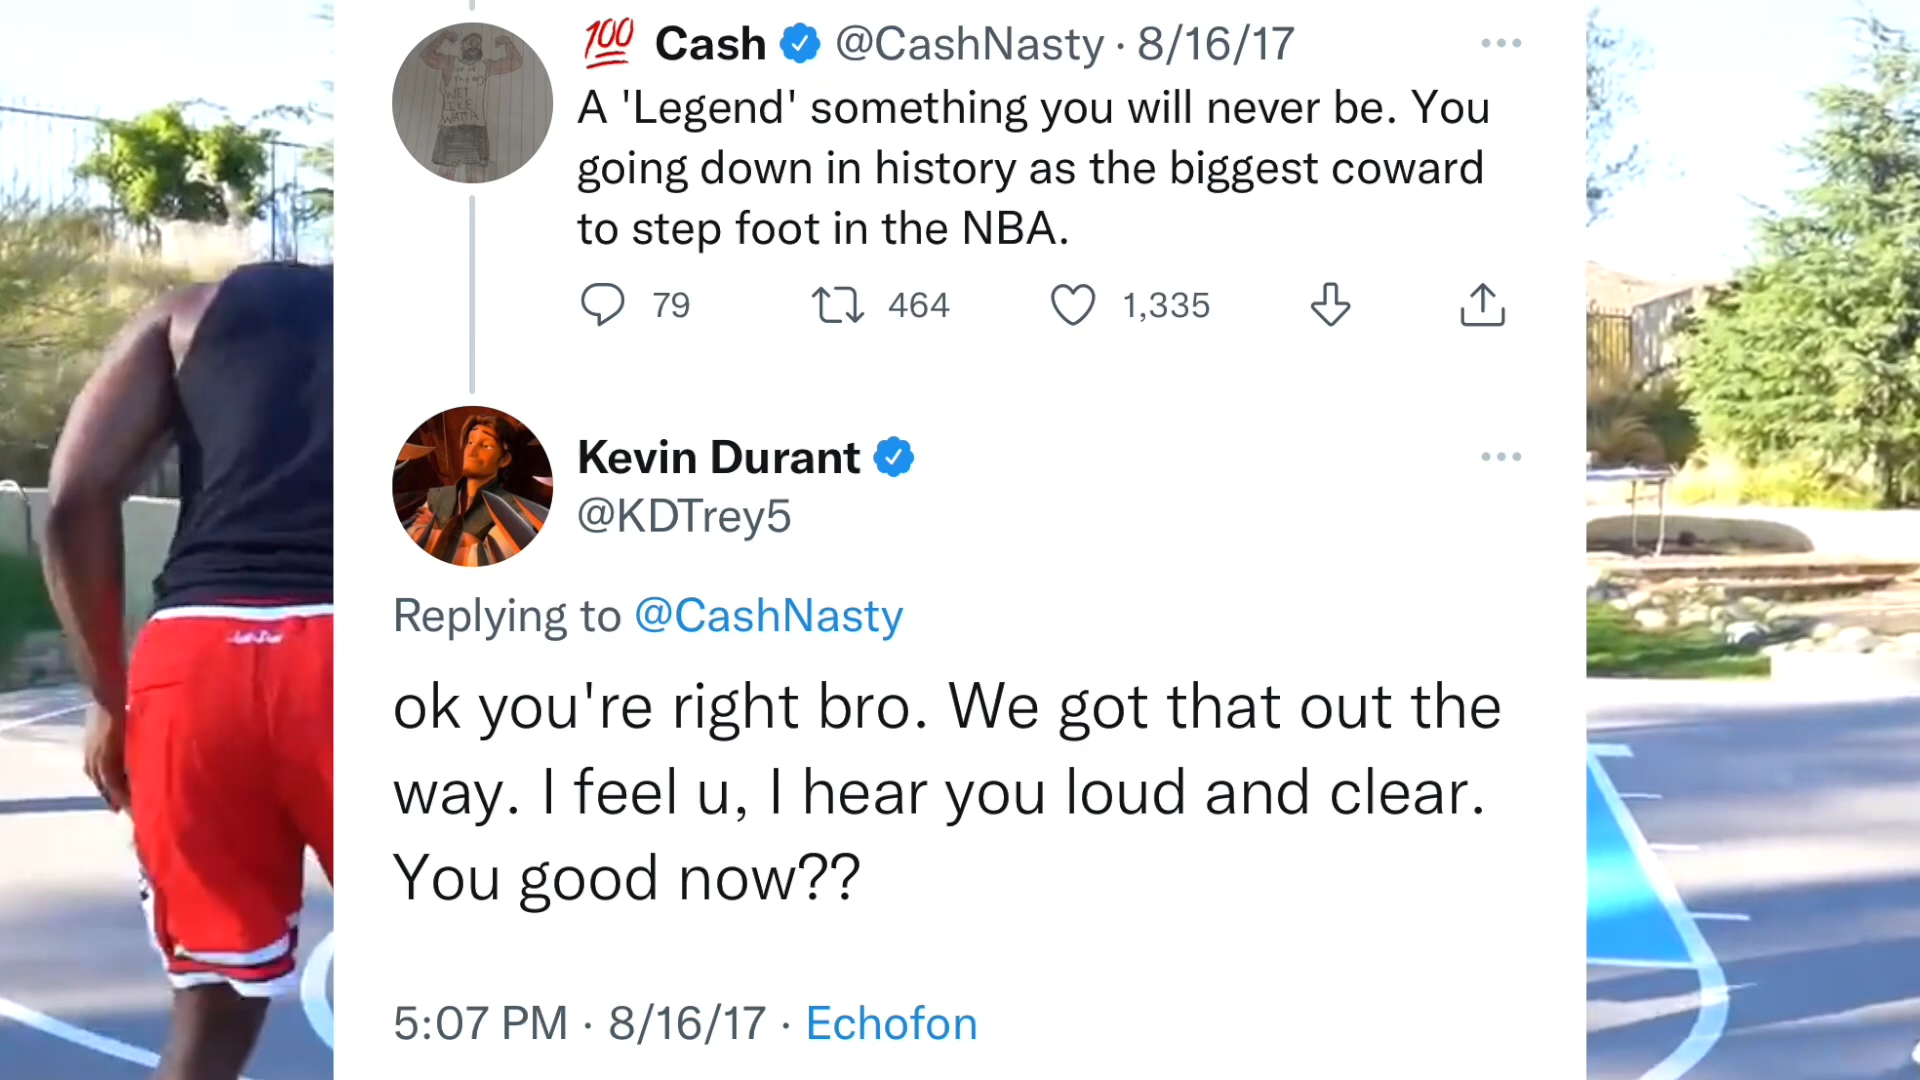 💯 Cash @CashNasty · 8/16/17
A 'Legend' something you will never be. You
going down in history as the biggest coward
to step foot in the NBA.
79 464 1,335
WET
LIKE
WATTA
Kevin Durant
@KDTrey5
Replying to @CashNasty
ok you're right bro. We got that out the
way. I feel u, I hear you loud and clear.
You good now??
5:07 PM · 8/16/17 · Echofon